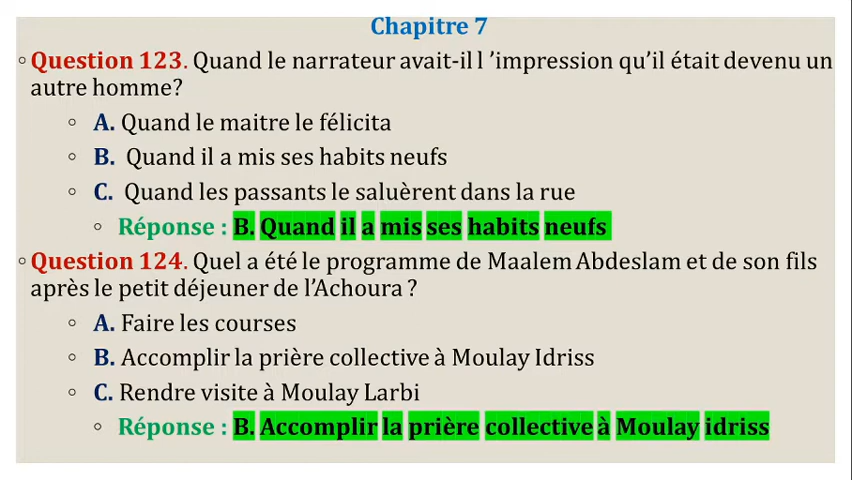 Chapitre 7
◦ Question 123. Quand le narrateur avait-il l ’impression qu’il était devenu un
autre homme?
◦ A. Quand le maitre le félicita
◦ B. Quand il a mis ses habits neufs
◦ C. Quand les passants le saluèrent dans la rue
◦ Réponse : B. Quand il a mis ses habits neufs
◦ Question 124. Quel a été le programme de Maalem Abdeslam et de son fils
après le petit déjeuner de l’Achoura ?
◦ A. Faire les courses
◦ B. Accomplir la prière collective à Moulay Idriss
◦ C. Rendre visite à Moulay Larbi
◦ Réponse : B. Accomplir la prière collective à Moulay idriss